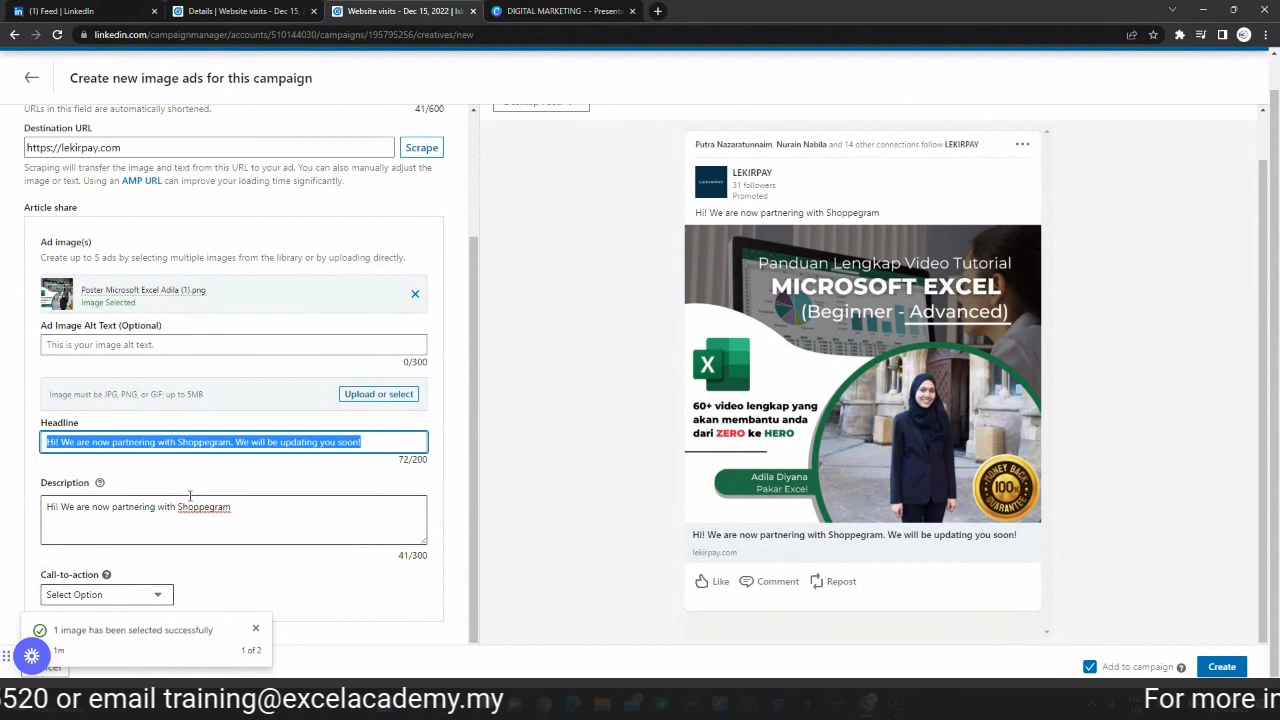 (1) Feed | LinkedIn
Details | Website visits - Dec 15,
Website visits - Dec 15, 2022 | lsk
DIGITAL MARKETING - - Presente
linkedin.com/campaignmanager/accounts/510144030/campaigns/195795256/creatives/new
Create new image ads for this campaign
URLs in this field are automatically shortened.
41/600
Destination URL
https://lekirpay.com
Scrape
Scraping will transfer the image and text from this URL to your ad. You can also manually adjust the
image or text. Using an AMP URL can improve your loading time significantly.
Article share
Ad image(s)
Create up to 5 ads by selecting multiple images from the library or by uploading directly.
Poster Microsoft Excel Adila (1).png
Image Selected
Ad Image Alt Text (Optional)
This is your image alt text.
0/300
Image must be JPG, PNG, or GIF; up to 5MB
Upload or select
Headline
Hi! We are now partnering with Shoppegram. We will be updating you soon!
72/200
Description
Hi! We are now partnering with Shoppegram
41/300
Call-to-action
Select Option
1 image has been selected successfully
1m
1 of 2
Putra Nazaratunnaim, Nurain Nabila and 14 other connections follow LEKIRPAY
LEKIRPAY
31 followers
Promoted
Hi! We are now partnering with Shoppegram
Panduan Lengkap Video Tutorial
MICROSOFT EXCEL
(Beginner - Advanced)
X
60+ video lengkap yang
akan membantu anda
dari ZERO ke HERO
Adila Diyana
Pakar Excel
MONEY BACK
100%
GUARANTEE
Hi! We are now partnering with Shoppegram. We will be updating you soon!
lekirpay.com
Like
Comment
Repost
Add to campaign
Create
5520 or email training@excelacademy.my
For more in